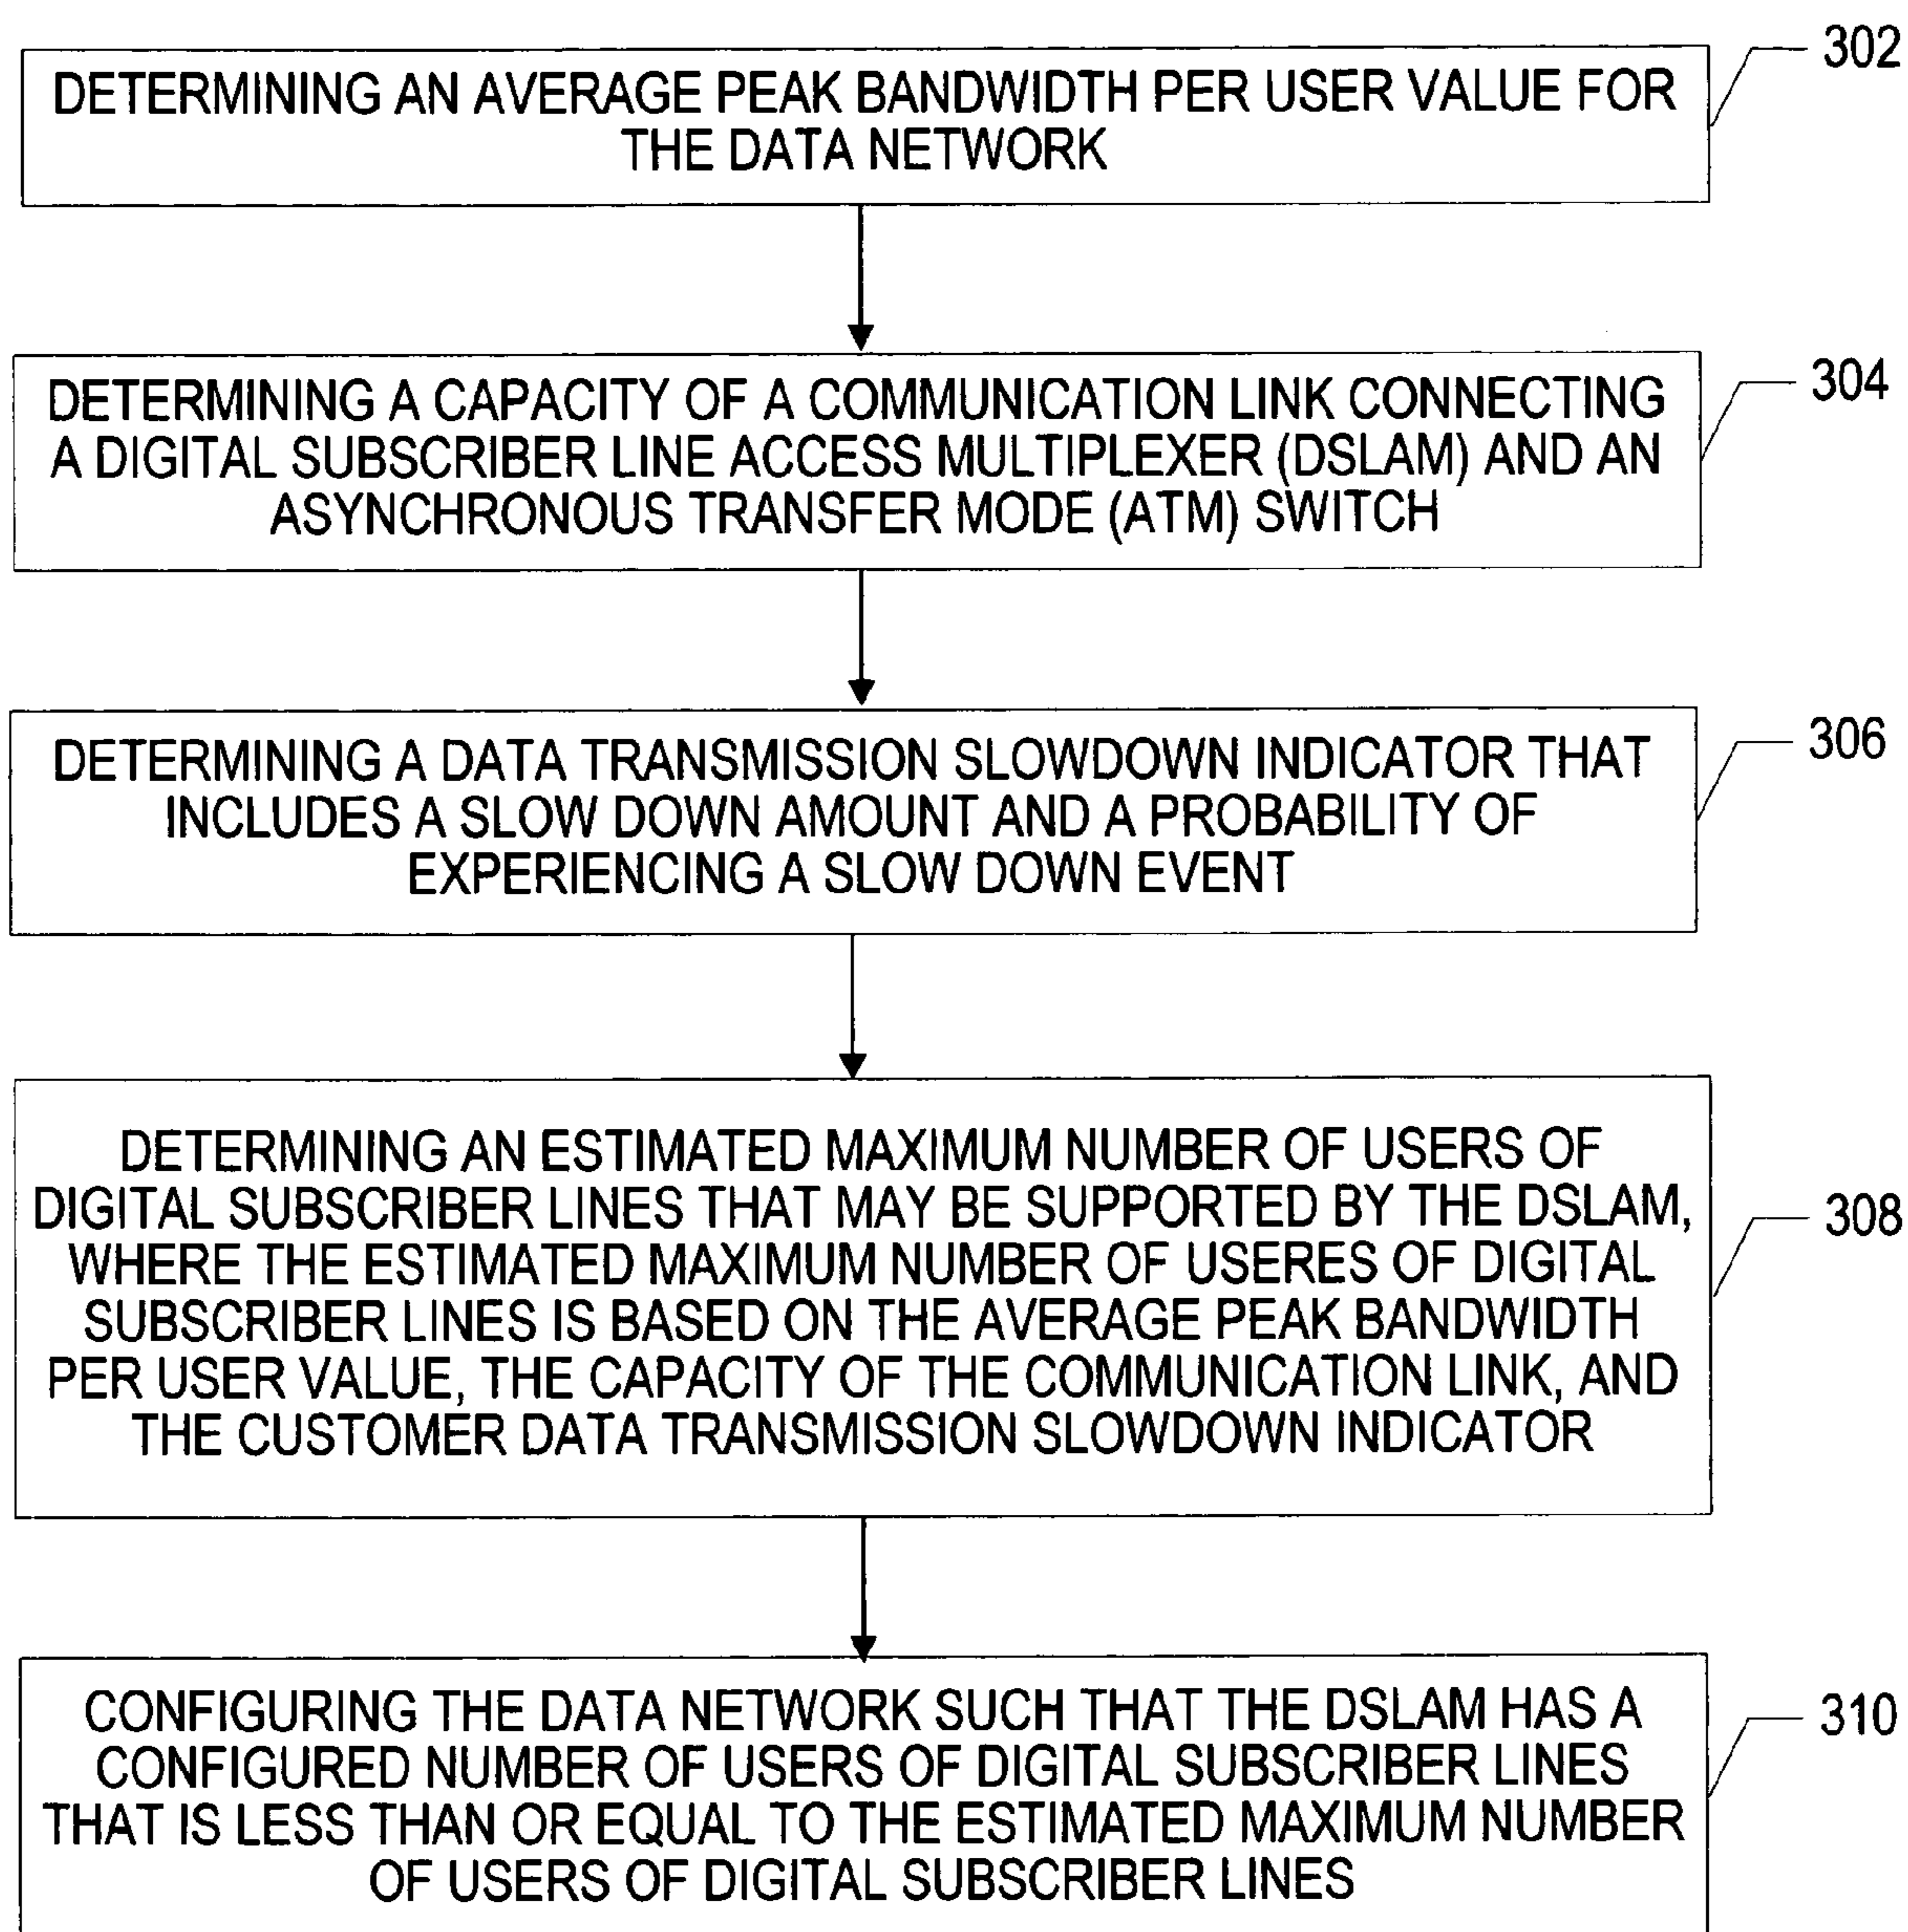 302
DETERMINING AN AVERAGE PEAK BANDWIDTH PER USER VALUE FOR
THE DATA NETWORK
304
DETERMINING A CAPACITY OF A COMMUNICATION LINK CONNECTING
A DIGITAL SUBSCRIBER LINE ACCESS MULTIPLEXER (DSLAM) AND AN
ASYNCHRONOUS TRANSFER MODE (ATM) SWITCH
306
DETERMINING A DATA TRANSMISSION SLOWDOWN INDICATOR THAT
INCLUDES A SLOW DOWN AMOUNT AND A PROBABILITY OF
EXPERIENCING A SLOW DOWN EVENT
DETERMINING AN ESTIMATED MAXIMUM NUMBER OF USERS OF
DIGITAL SUBSCRIBER LINES THAT MAY BE SUPPORTED BY THE DSLAM,
308
WHERE THE ESTIMATED MAXIMUM NUMBER OF USERES OF DIGITAL
SUBSCRIBER LINES IS BASED ON THE AVERAGE PEAK BANDWIDTH
PER USER VALUE, THE CAPACITY OF THE COMMUNICATION LINK, AND
THE CUSTOMER DATA TRANSMISSION SLOWDOWN INDICATOR
310
CONFIGURING THE DATA NETWORK SUCH THAT THE DSLAM HAS A
CONFIGURED NUMBER OF USERS OF DIGITAL SUBSCRIBER LINES
THAT IS LESS THAN OR EQUAL TO THE ESTIMATED MAXIMUM NUMBER
OF USERS OF DIGITAL SUBSCRIBER LINES